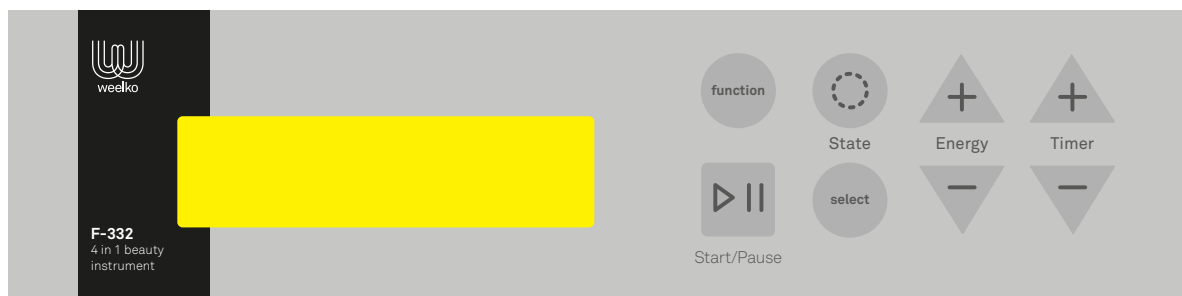 weelko
F-332
4 in 1 beauty
instrument
function
State
Energy
Timer
select
Start/Pause